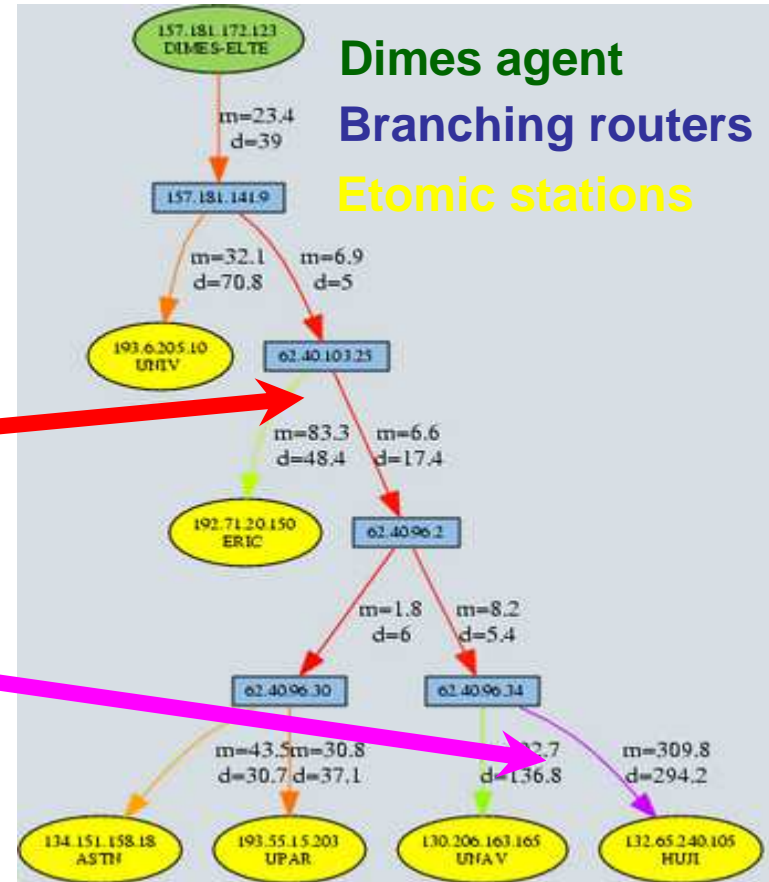 157.181.172.123
DIMES-ELTE
Dimes agent
Branching routers
Etomic stations
m=23.4
d=39
157.181.141.9
m=32.1
d=70.8
m=6.9
d=5
193.6.205.10
UNIV
62.40.103.25
m=83.3
d=48.4
m=6.6
d=17.4
192.71.20.150
ERIC
62.40.96.2
m=1.8
d=6
m=8.2
d=5.4
62.40.96.30
62.40.96.34
m=43.5
d=30.7
m=30.8
d=37.1
d=136.8
m=309.8
d=294.2
134.151.158.18
ASTN
193.55.15.203
UPAR
130.206.163.165
UNAV
132.65.240.105
HUJI